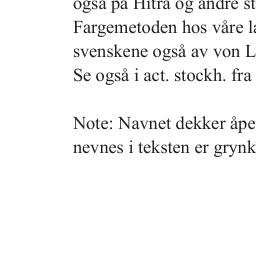 også på Hitra og andre st
Fargemetoden hos våre la
svenskene også av von L
Se også i act. stockh. fra
Note: Navnet dekker åpe
nevnes i teksten er grynk